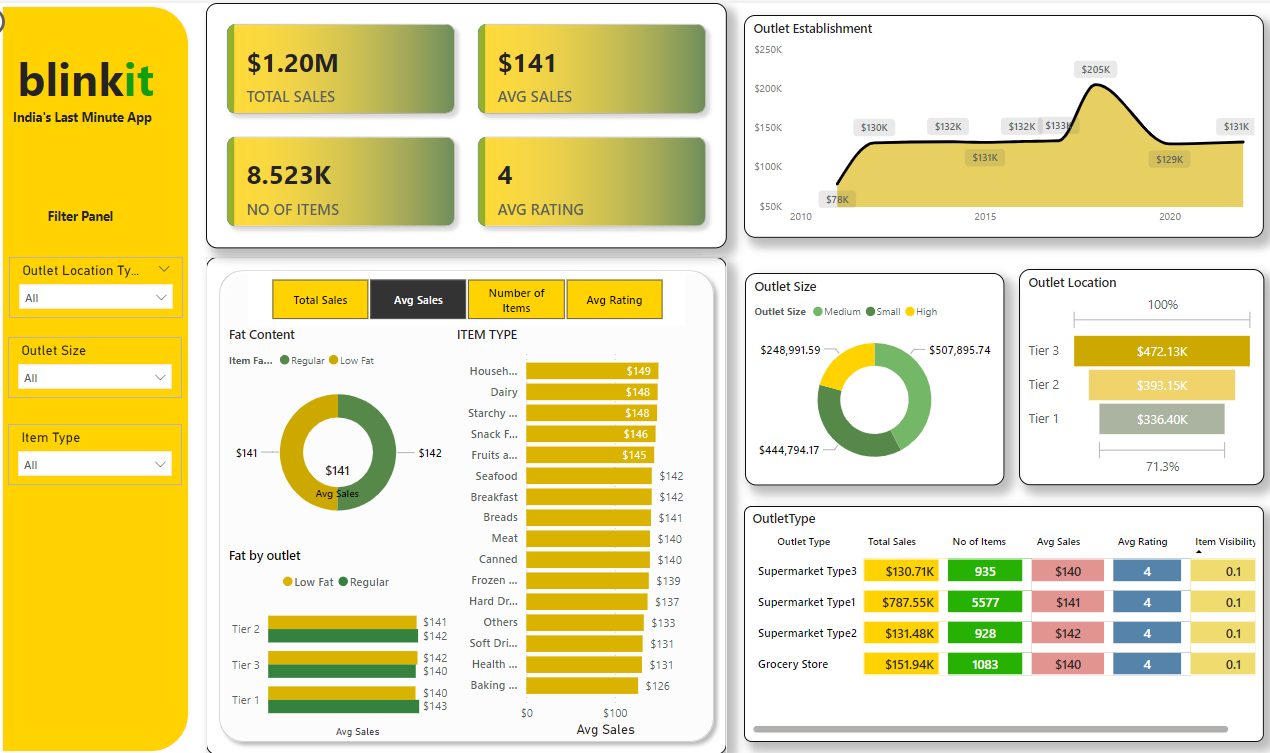 blinkit
India's Last Minute App
Filter Panel
Outlet Location Ty...
All
Outlet Size
All
Item Type
All
$1.20M
TOTAL SALES
$141
AVG SALES
8.523K
NO OF ITEMS
4
AVG RATING
Total Sales
Avg Sales
Number of
Items
Avg Rating
Fat Content
Item Fa... Regular Low Fat
$141
$142
$141
Avg Sales
Fat by outlet
Low Fat Regular
Tier 2 $141
$142
Tier 3 $142
$140
Tier 1 $140
$143
Avg Sales
ITEM TYPE
Househ... $149
Dairy $148
Starchy ... $148
Snack F... $146
Fruits a... $145
Seafood $142
Breakfast $142
Breads $141
Meat $140
Canned $140
Frozen ... $139
Hard Dr... $137
Others $133
Soft Dri... $131
Health ... $131
Baking ... $126
$0 $100
Avg Sales
Outlet Establishment
$250K
$200K
$150K
$100K
$50K
$78K
$130K
$132K
$131K
$132K
$133K
$205K
$129K
$131K
2010 2015 2020
Outlet Size
Outlet Size Medium Small High
$248,991.59
$507,895.74
$444,794.17
Outlet Location
100%
Tier 3 $472.13K
Tier 2 $393.15K
Tier 1 $336.40K
71.3%
OutletType
Outlet Type Total Sales No of Items Avg Sales Avg Rating Item Visibility
Supermarket Type3 $130.71K 935 $140 4 0.1
Supermarket Type1 $787.55K 5577 $141 4 0.1
Supermarket Type2 $131.48K 928 $142 4 0.1
Grocery Store $151.94K 1083 $140 4 0.1